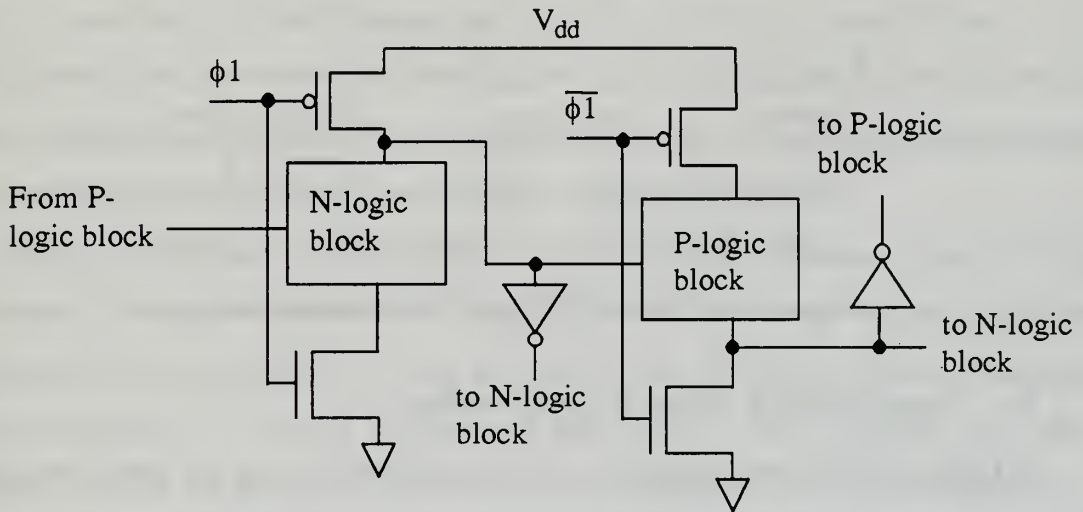 V_dd
ϕ1
ϕ1̅
to P-logic
block
From P-
logic block
N-logic
block
P-logic
block
to N-logic
block
to N-logic
block